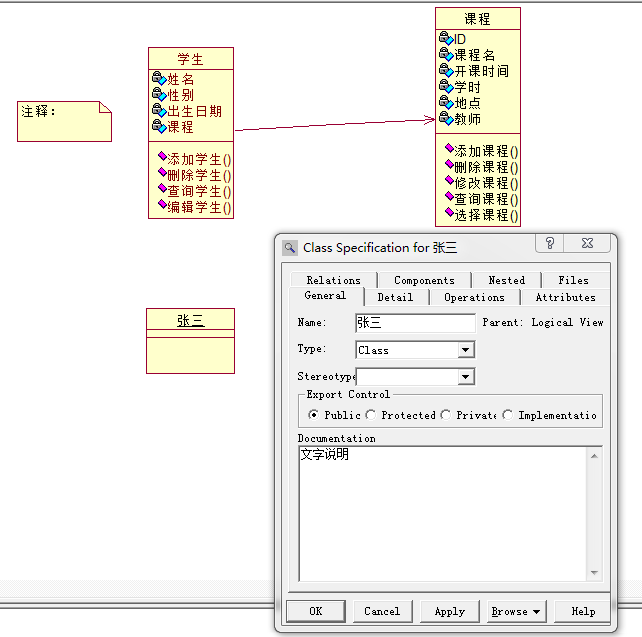 学生
姓名
性别
出生日期
课程
添加学生()
删除学生()
查询学生()
编辑学生()
课程
ID
课程名
开课时间
学时
地点
教师
添加课程()
删除课程()
修改课程()
查询课程()
选择课程()
注释：
张三
Class Specification for 张三
Relations Components Nested Files
General Detail Operations Attributes
Name: 张三 Parent: Logical View
Type: Class
Stereotype
Export Control
Public Protected Private Implementatio
Documentation
文字说明
OK Cancel Apply Browse Help